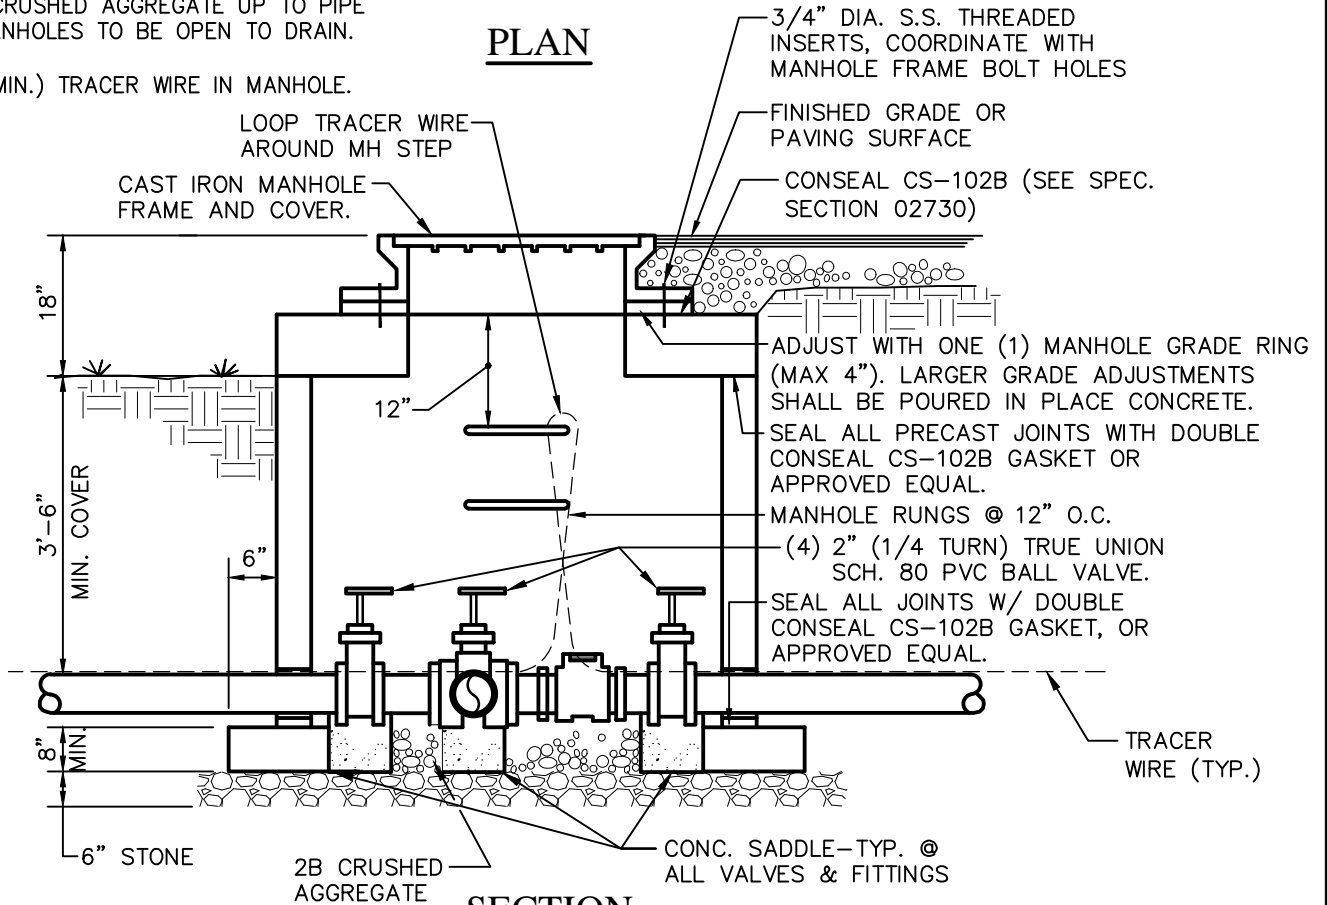 CRUSHED AGGREGATE UP TO PIPE
ANHOLES TO BE OPEN TO DRAIN.
MIN.) TRACER WIRE IN MANHOLE.
PLAN
3/4" DIA. S.S. THREADED
INSERTS, COORDINATE WITH
MANHOLE FRAME BOLT HOLES
LOOP TRACER WIRE
AROUND MH STEP
FINISHED GRADE OR
PAVING SURFACE
CAST IRON MANHOLE
FRAME AND COVER.
CONSEAL CS-102B (SEE SPEC.
SECTION 02730)
18"
ADJUST WITH ONE (1) MANHOLE GRADE RING
(MAX 4"). LARGER GRADE ADJUSTMENTS
SHALL BE POURED IN PLACE CONCRETE.
12"
SEAL ALL PRECAST JOINTS WITH DOUBLE
CONSEAL CS-102B GASKET OR
APPROVED EQUAL.
3'-6"
MIN. COVER
MANHOLE RUNGS @ 12" O.C.
6"
(4) 2" (1/4 TURN) TRUE UNION
SCH. 80 PVC BALL VALVE.
SEAL ALL JOINTS W/ DOUBLE
CONSEAL CS-102B GASKET, OR
APPROVED EQUAL.
8"
MIN.
TRACER
WIRE (TYP.)
6" STONE
2B CRUSHED
AGGREGATE
CONC. SADDLE-TYP. @
ALL VALVES & FITTINGS
SECTION